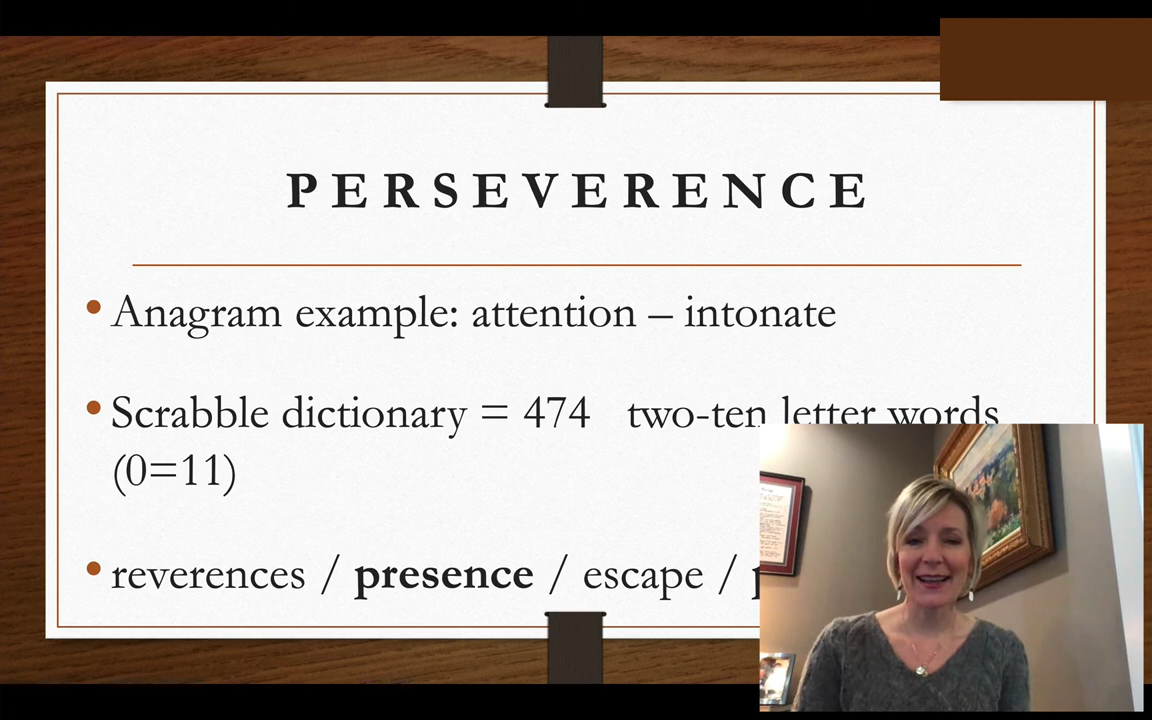 PERSEVERENCE
• Anagram example: attention – intonate
• Scrabble dictionary = 474 two-ten letter words
(0=11)
• reverences / presence / escape /